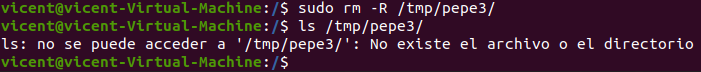 vicent@vicent-Virtual-Machine:/$ sudo rm -R /tmp/pepe3/
vicent@vicent-Virtual-Machine:/$ ls /tmp/pepe3/
ls: no se puede acceder a '/tmp/pepe3/': No existe el archivo o el directorio
vicent@vicent-Virtual-Machine:/$